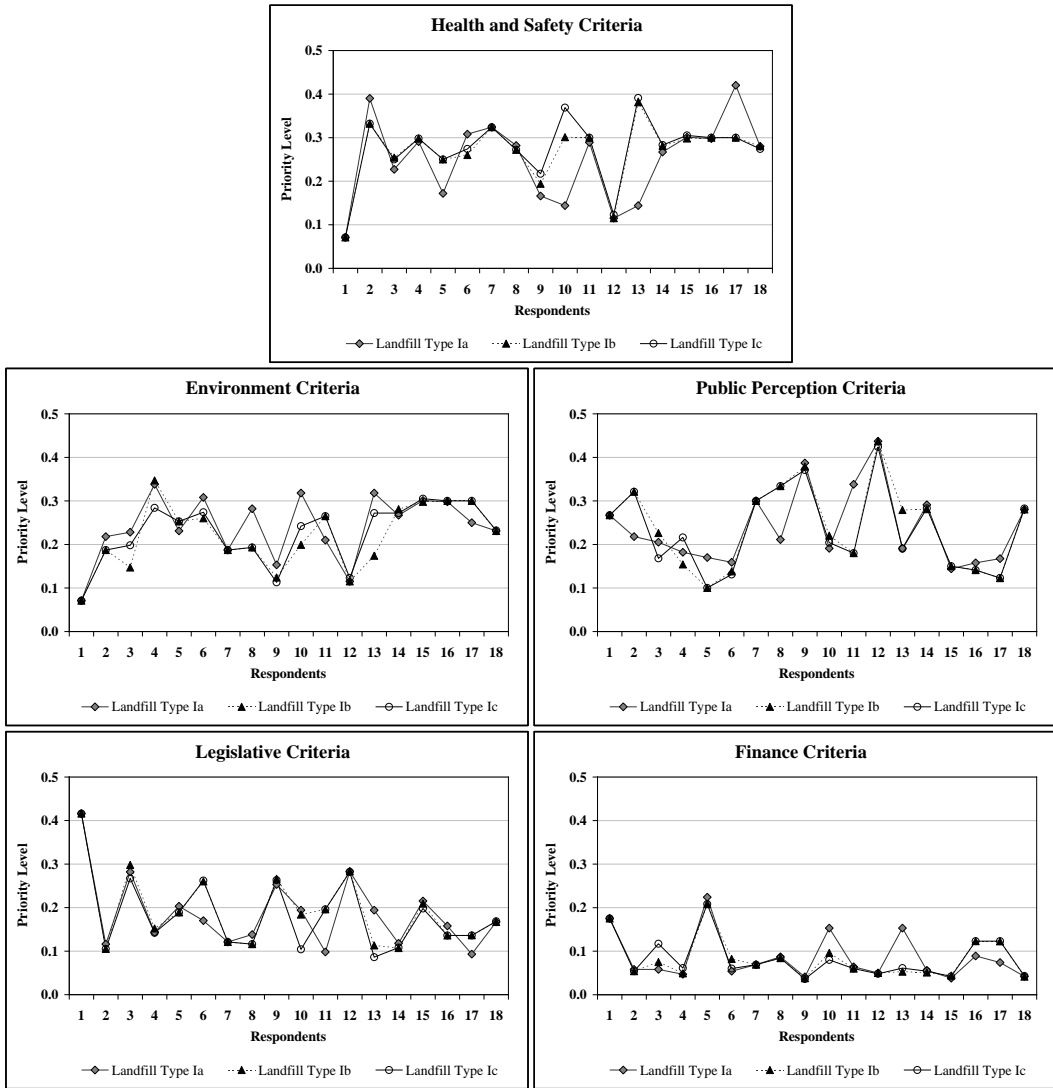 Health and Safety Criteria
0.5
0.4
0.3
0.2
0.1
0.0
Priority Level
1 2 3 4 5 6 7 8 9 10 11 12 13 14 15 16 17 18
Respondents
Landfill Type Ia Landfill Type Ib Landfill Type Ic
Environment Criteria
0.5
0.4
0.3
0.2
0.1
0.0
Priority Level
1 2 3 4 5 6 7 8 9 10 11 12 13 14 15 16 17 18
Respondents
Landfill Type Ia Landfill Type Ib Landfill Type Ic
Public Perception Criteria
0.5
0.4
0.3
0.2
0.1
0.0
Priority Level
1 2 3 4 5 6 7 8 9 10 11 12 13 14 15 16 17 18
Respondents
Landfill Type Ia Landfill Type Ib Landfill Type Ic
Legislative Criteria
0.5
0.4
0.3
0.2
0.1
0.0
Priority Level
1 2 3 4 5 6 7 8 9 10 11 12 13 14 15 16 17 18
Respondents
Landfill Type Ia Landfill Type Ib Landfill Type Ic
Finance Criteria
0.5
0.4
0.3
0.2
0.1
0.0
Priority Level
1 2 3 4 5 6 7 8 9 10 11 12 13 14 15 16 17 18
Respondents
Landfill Type Ia Landfill Type Ib Landfill Type Ic